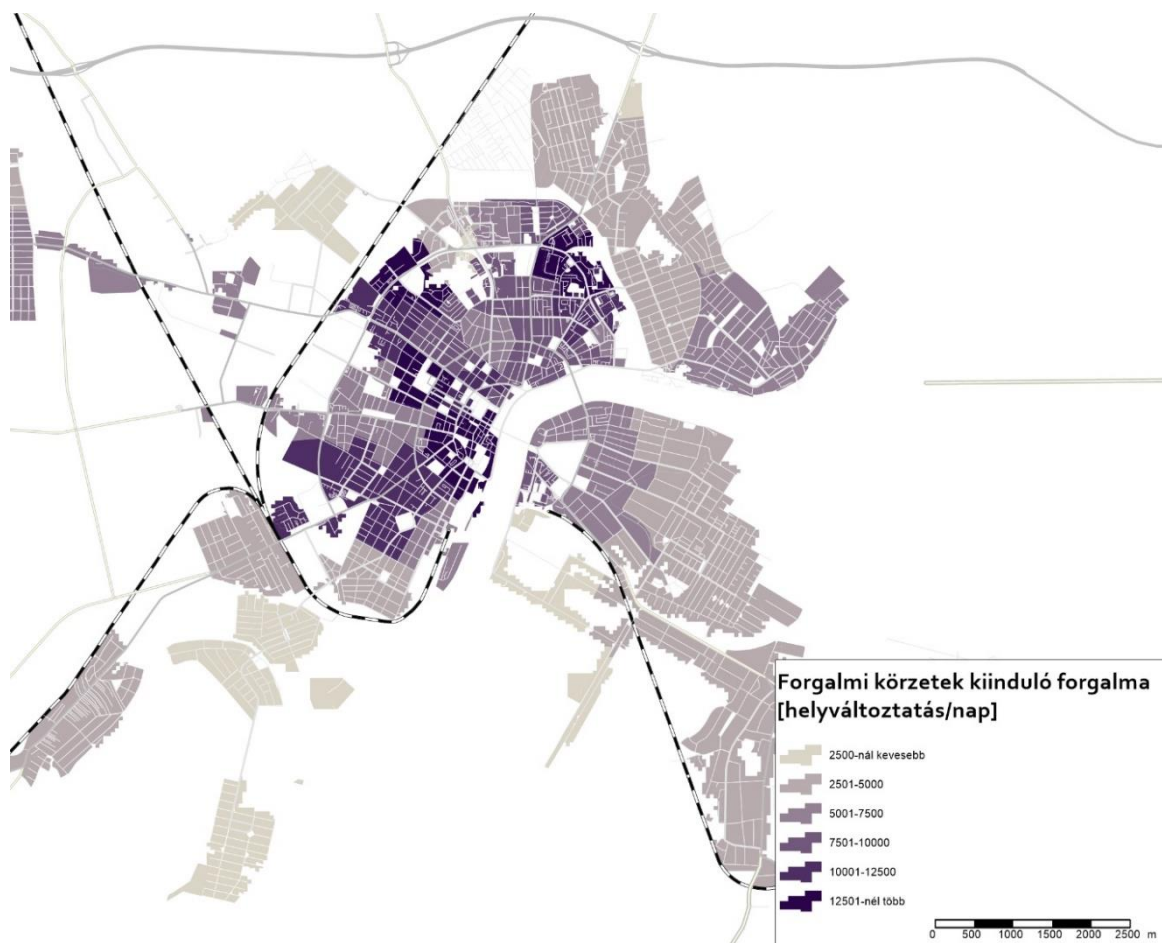 Forgalmi körzetek kiinduló forgalma
[helyváltoztatás/nap]
2500-nál kevesebb
2501-5000
5001-7500
7501-10000
10001-12500
12501-nél több
0 500 1000 1500 2000 2500 m